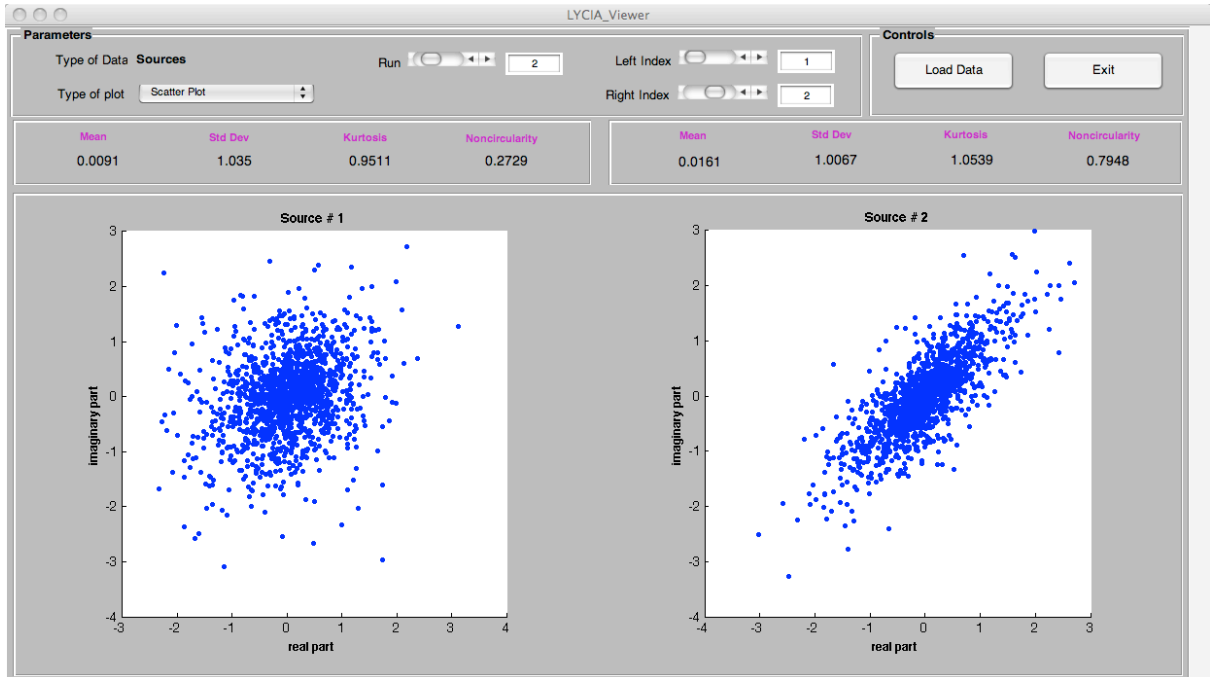 LYCIA_Viewer
Parameters
Type of Data Sources
Run 2
Left Index 1
Type of plot Scatter Plot
Right Index 2
Controls
Load Data Exit
Mean Std Dev Kurtosis Noncircularity
0.0091 1.035 0.9511 0.2729
Mean Std Dev Kurtosis Noncircularity
0.0161 1.0067 1.0539 0.7948
Source # 1
imaginary part
3
2
1
0
-1
-2
-3
-4
-3 -2 -1 0 1 2 3 4
real part
Source # 2
imaginary part
3
2
1
0
-1
-2
-3
-4
-4 -3 -2 -1 0 1 2 3
real part